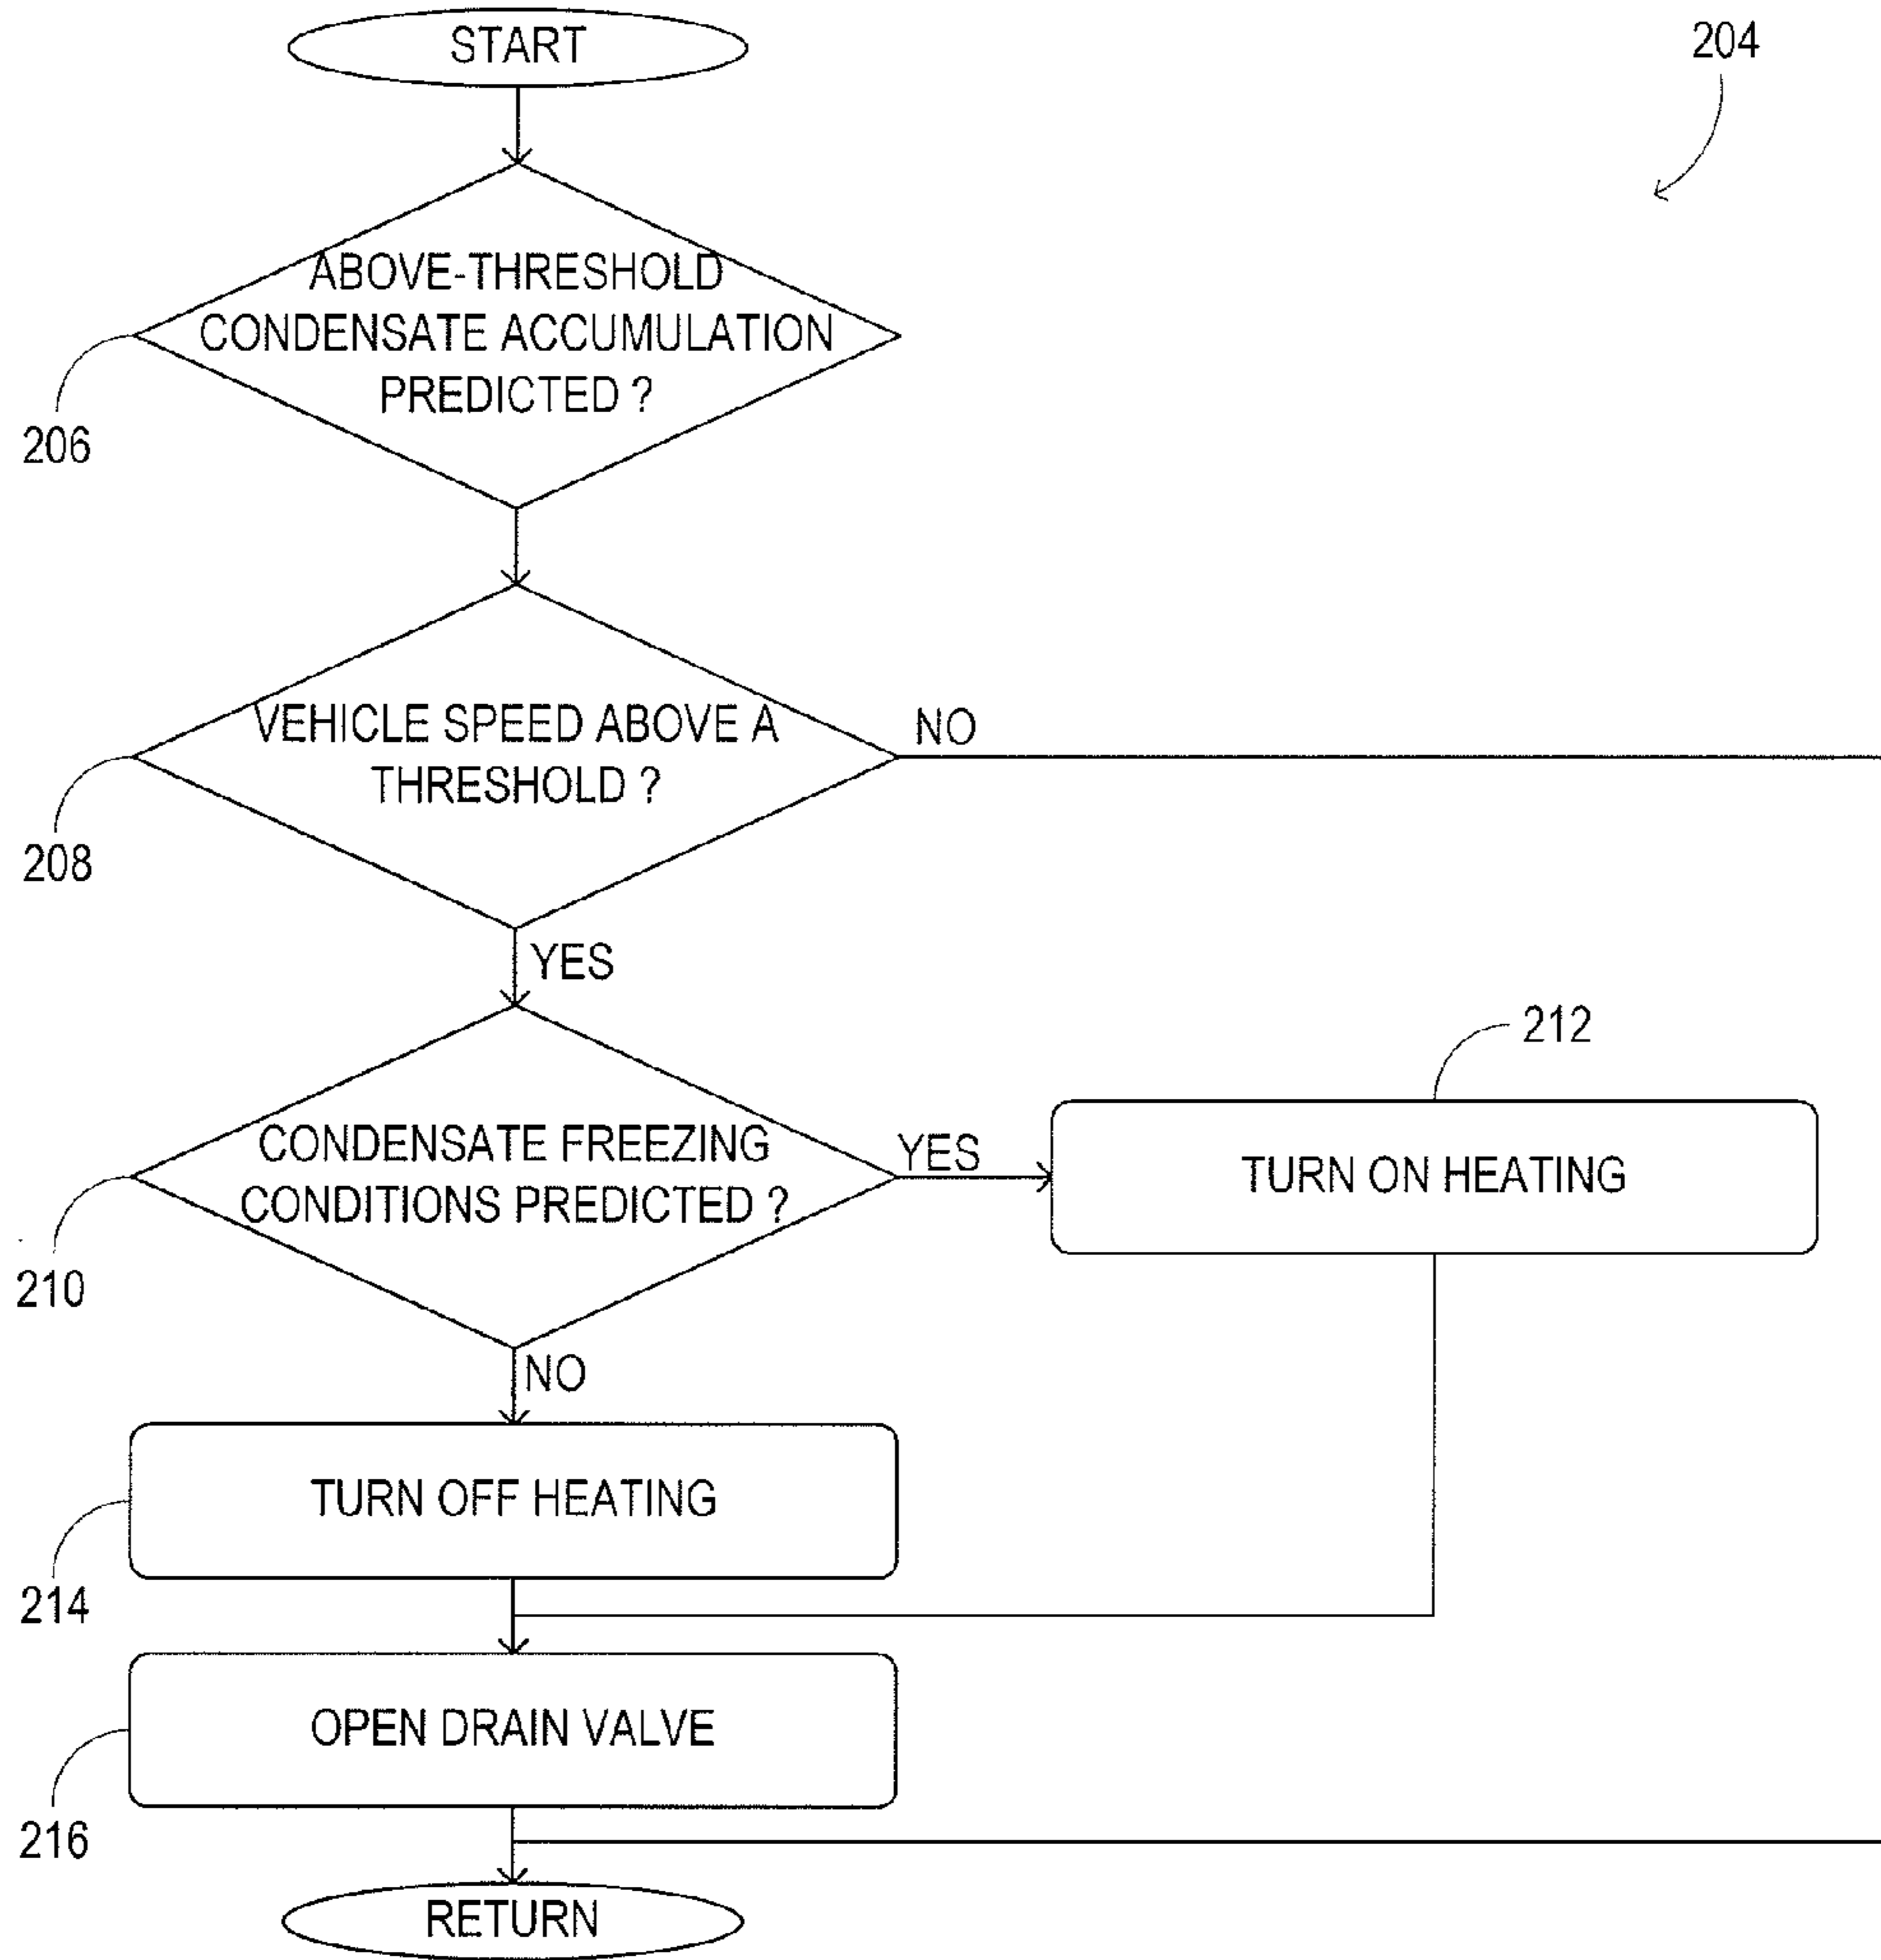 START
204
ABOVE-THRESHOLD
CONDENSATE ACCUMULATION
PREDICTED ?
206
VEHICLE SPEED ABOVE A
THRESHOLD ?
NO
208
YES
212
CONDENSATE FREEZING
CONDITIONS PREDICTED ?
YES
TURN ON HEATING
210
NO
TURN OFF HEATING
214
OPEN DRAIN VALVE
216
RETURN